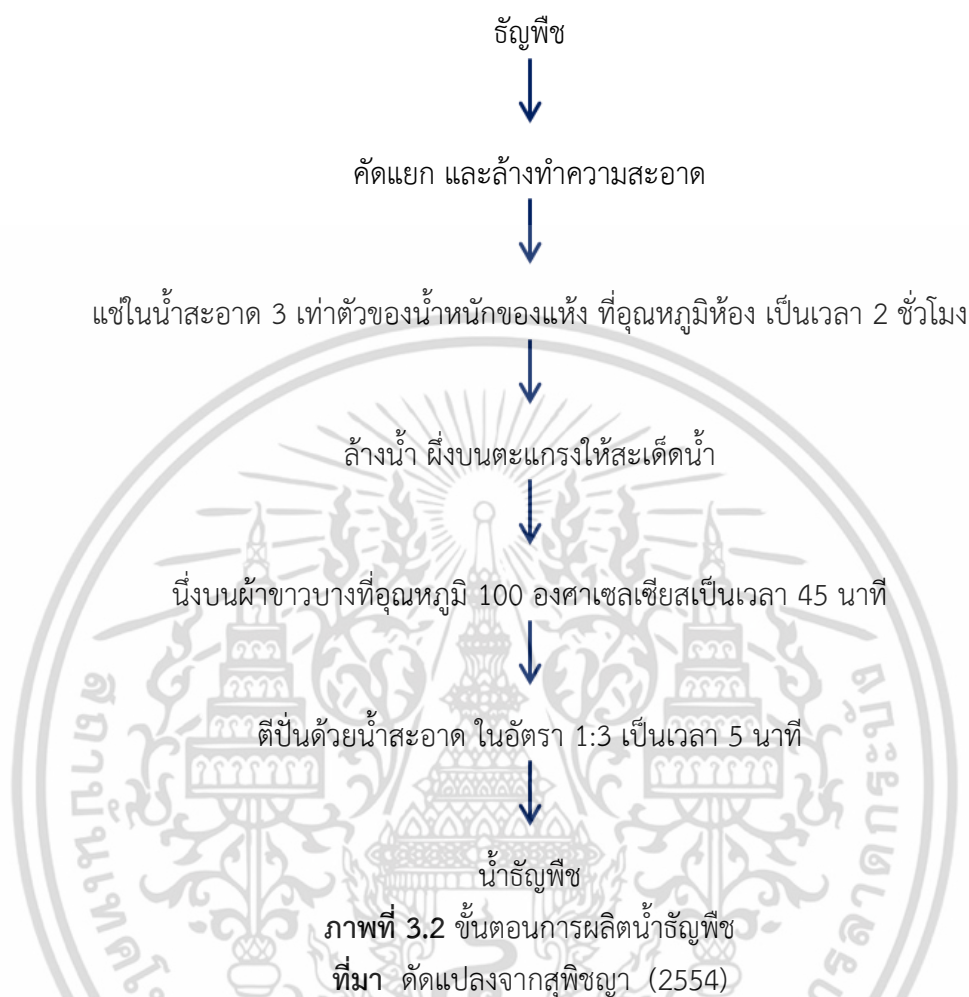 ธัญพืช
คัดแยก และล้างทำความสะอาด
แช่ในน้ำสะอาด 3 เท่าตัวของน้ำหนักของแห้ง ที่อุณหภูมิห้อง เป็นเวลา 2 ชั่วโมง
ล้างน้ำ ผึ่งบนตะแกรงให้สะเด็ดน้ำ
นึ่งบนผ้าขาวบางที่อุณหภูมิ 100 องศาเซลเซียสเป็นเวลา 45 นาที
ตีปั่นด้วยน้ำสะอาด ในอัตรา 1:3 เป็นเวลา 5 นาที
น้ำธัญพืช
ภาพที่ 3.2 ขั้นตอนการผลิตน้ำธัญพืช
ที่มา ดัดแปลงจากสุพิชญา (2554)